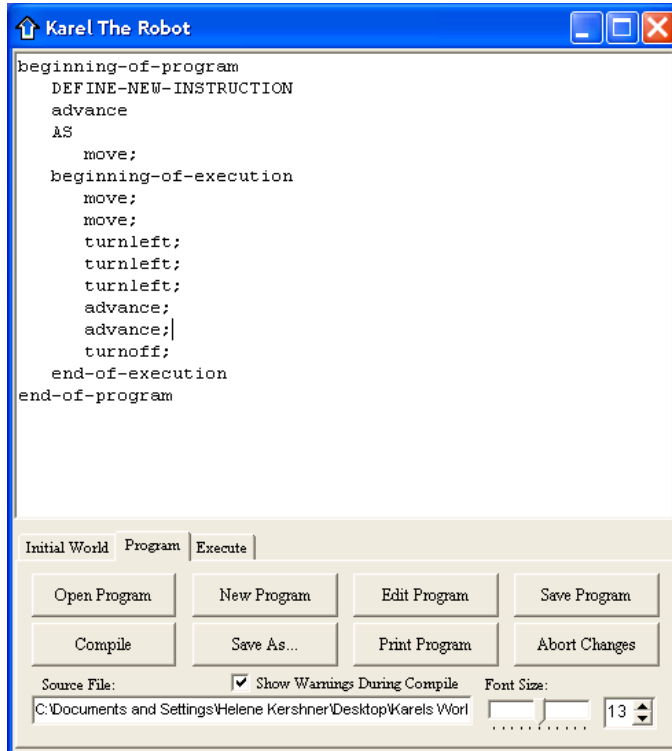 Karel The Robot
beginning-of-program
DEFINE-NEW-INSTRUCTION
advance
AS
move;
beginning-of-execution
move;
move;
turnleft;
turnleft;
turnleft;
advance;
advance;
turnoff;
end-of-execution
end-of-program
Initial World Program Execute
Open Program New Program Edit Program Save Program
Compile Save As... Print Program Abort Changes
Source File: Show Warnings During Compile Font Size:
C:\Documents and Settings\Helene Kershner\Desktop\Karels Worl 13